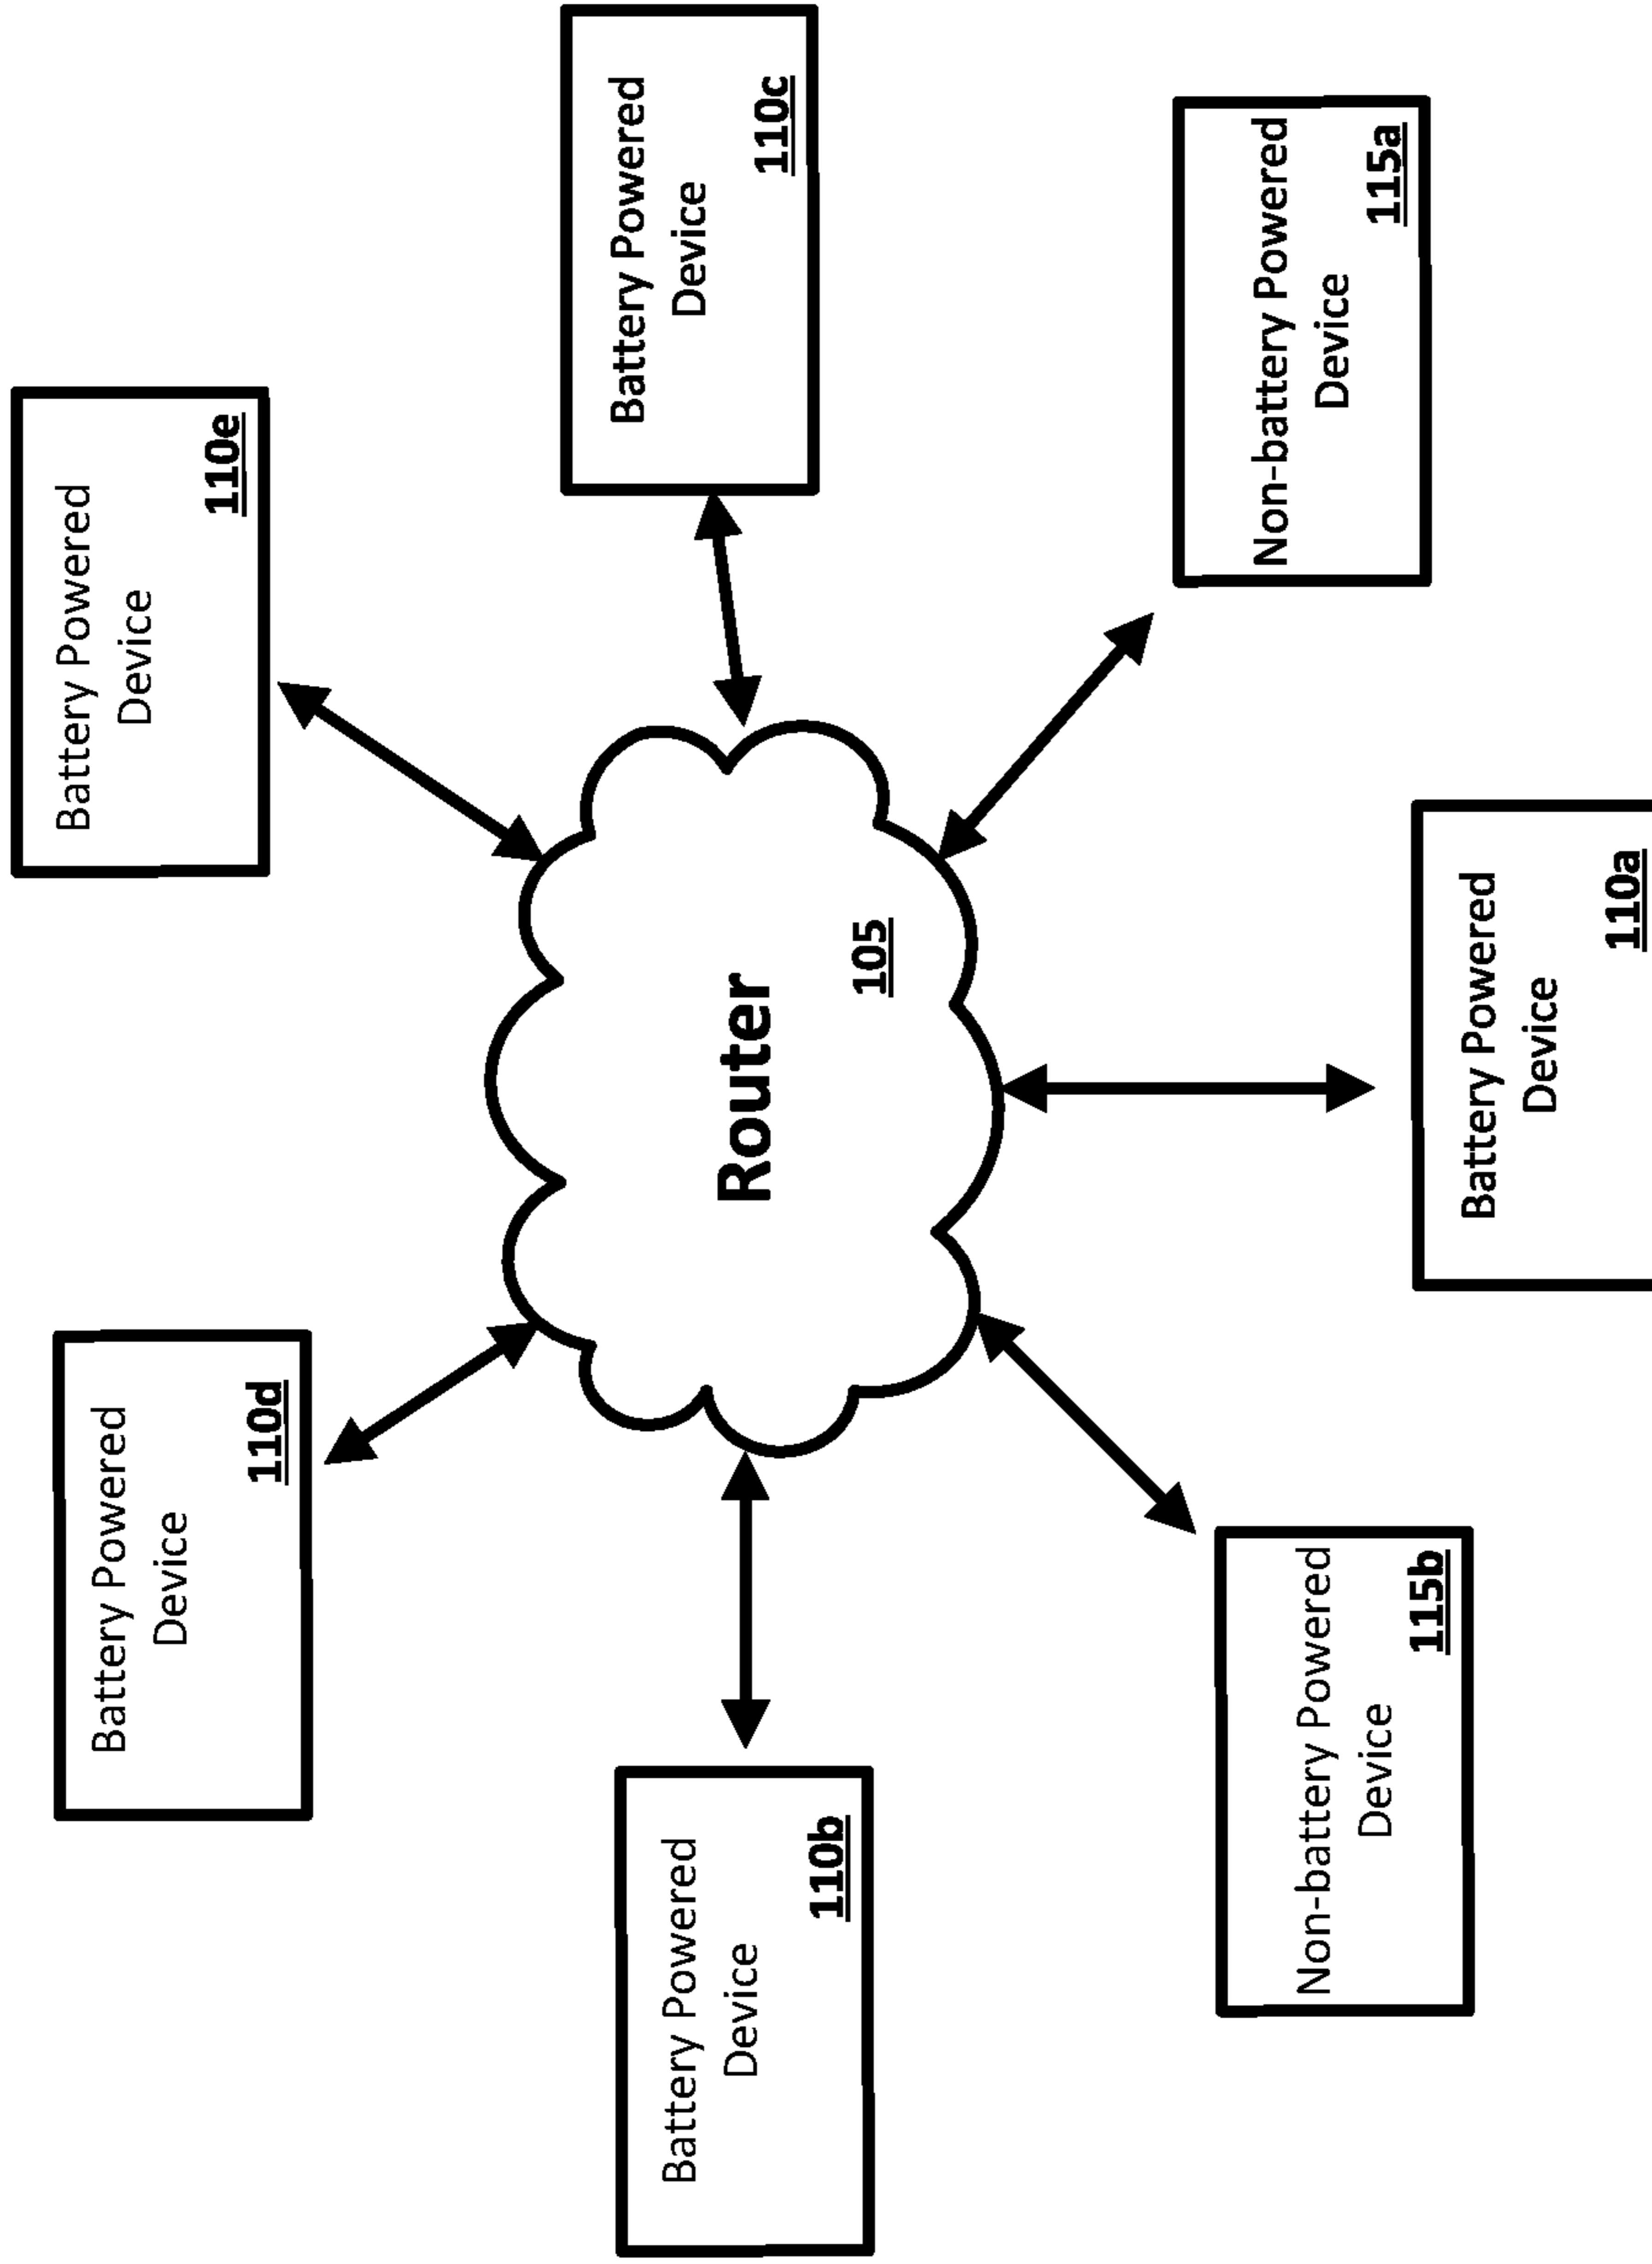 Battery Powered
Device
110d
Battery Powered
Device
110e
Battery Powered
Device
110b
Router
105
Battery Powered
Device
110c
Non-battery Powered
Device
115b
Non-battery Powered
Device
115a
Battery Powered
Device
110a